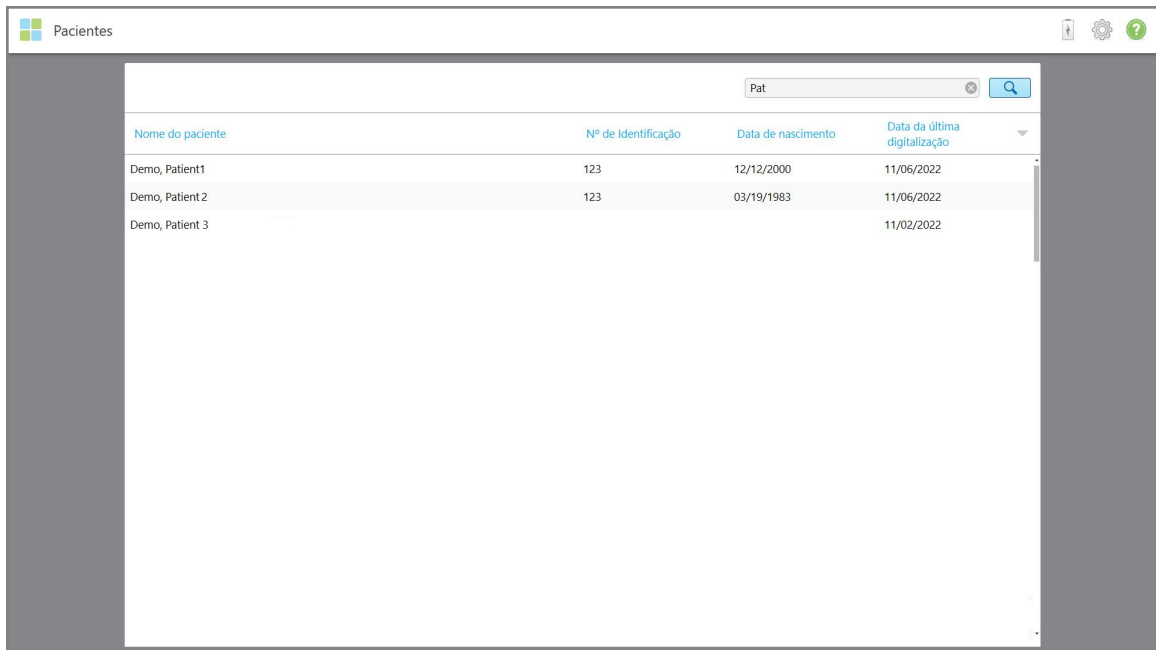 Pacientes
Pat
Nome do paciente Nº de Identificação Data de nascimento Data da última digitalização
Demo, Patient1 123 12/12/2000 11/06/2022
Demo, Patient 2 123 03/19/1983 11/06/2022
Demo, Patient 3 11/02/2022